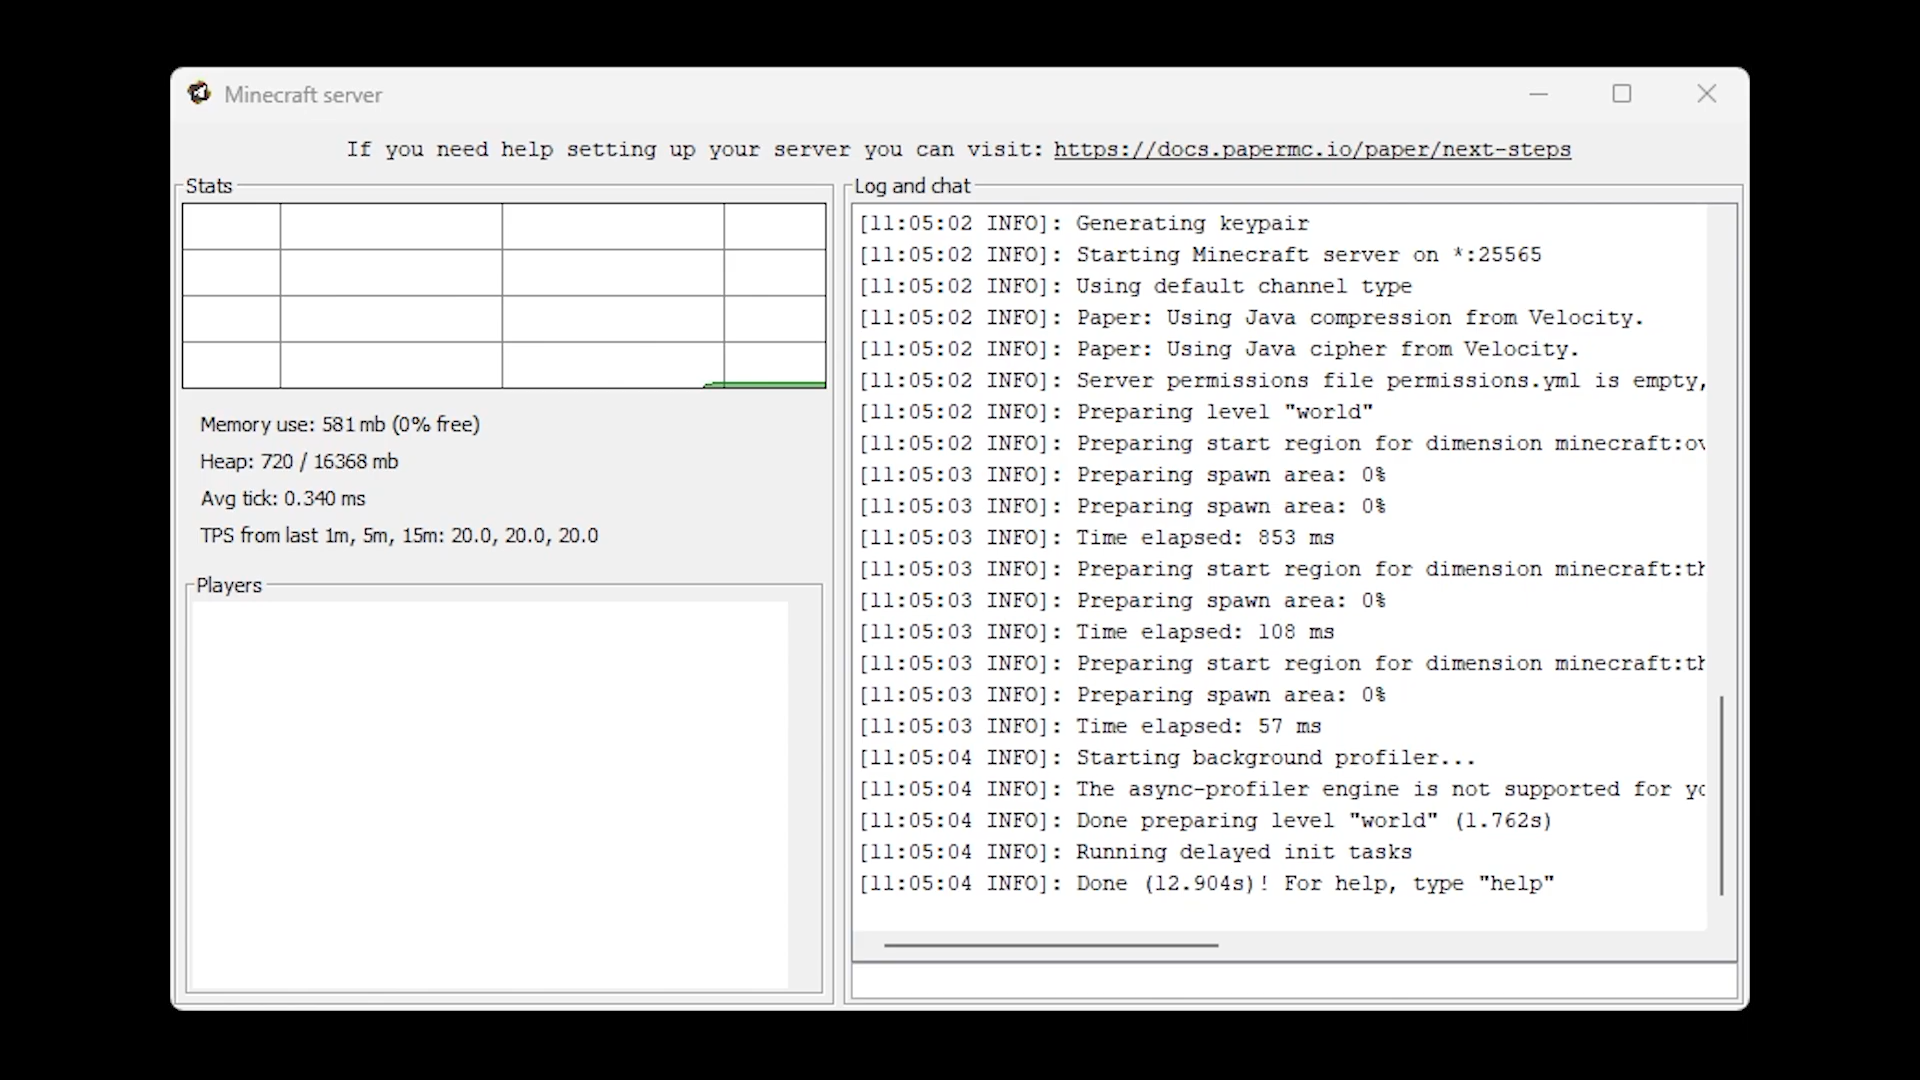 Minecraft server
If you need help setting up your server you can visit: https://docs.papermc.io/paper/next-steps
Stats
Memory use: 581 mb (0% free)
Heap: 720 / 16368 mb
Avg tick: 0.340 ms
TPS from last 1m, 5m, 15m: 20.0, 20.0, 20.0
Players
Log and chat
[11:05:02 INFO]: Generating keypair
[11:05:02 INFO]: Starting Minecraft server on *:25565
[11:05:02 INFO]: Using default channel type
[11:05:02 INFO]: Paper: Using Java compression from Velocity.
[11:05:02 INFO]: Paper: Using Java cipher from Velocity.
[11:05:02 INFO]: Server permissions file permissions.yml is empty,
[11:05:02 INFO]: Preparing level "world"
[11:05:02 INFO]: Preparing start region for dimension minecraft:ov
[11:05:03 INFO]: Preparing spawn area: 0%
[11:05:03 INFO]: Preparing spawn area: 0%
[11:05:03 INFO]: Time elapsed: 853 ms
[11:05:03 INFO]: Preparing start region for dimension minecraft:th
[11:05:03 INFO]: Preparing spawn area: 0%
[11:05:03 INFO]: Time elapsed: 108 ms
[11:05:03 INFO]: Preparing start region for dimension minecraft:th
[11:05:03 INFO]: Preparing spawn area: 0%
[11:05:03 INFO]: Time elapsed: 57 ms
[11:05:04 INFO]: Starting background profiler...
[11:05:04 INFO]: The async-profiler engine is not supported for yo
[11:05:04 INFO]: Done preparing level "world" (1.762s)
[11:05:04 INFO]: Running delayed init tasks
[11:05:04 INFO]: Done (12.904s)! For help, type "help"